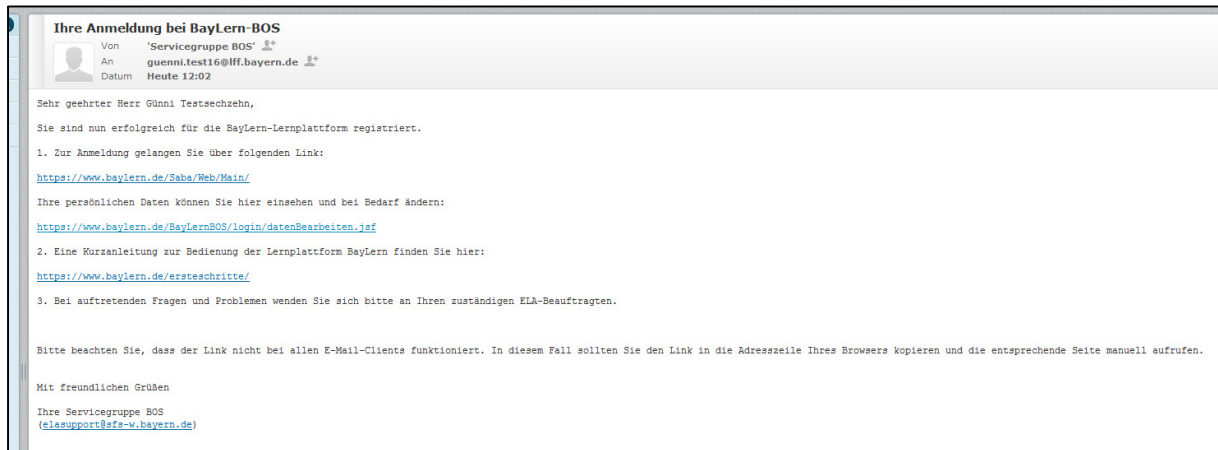 Ihre Anmeldung bei BayLern-BOS
Von 'Servicegruppe BOS'
An guenni.test16@lff.bayern.de
Datum Heute 12:02
Sehr geehrter Herr Günni Testsechzehn,
Sie sind nun erfolgreich für die BayLern-Lernplattform registriert.
1. Zur Anmeldung gelangen Sie über folgenden Link:
https://www.baylern.de/Saba/Web/Main/
Ihre persönlichen Daten können Sie hier einsehen und bei Bedarf ändern:
https://www.baylern.de/BayLernBOS/login/datenBearbeiten.jsf
2. Eine Kurzanleitung zur Bedienung der Lernplattform BayLern finden Sie hier:
https://www.baylern.de/ersteschritte/
3. Bei auftretenden Fragen und Problemen wenden Sie sich bitte an Ihren zuständigen ELA-Beauftragten.
Bitte beachten Sie, dass der Link nicht bei allen E-Mail-Clients funktioniert. In diesem Fall sollten Sie den Link in die Adresszeile Ihres Browsers kopieren und die entsprechende Seite manuell aufrufen.
Mit freundlichen Grüßen
Ihre Servicegruppe BOS
(elasupport@sfs-w.bayern.de)